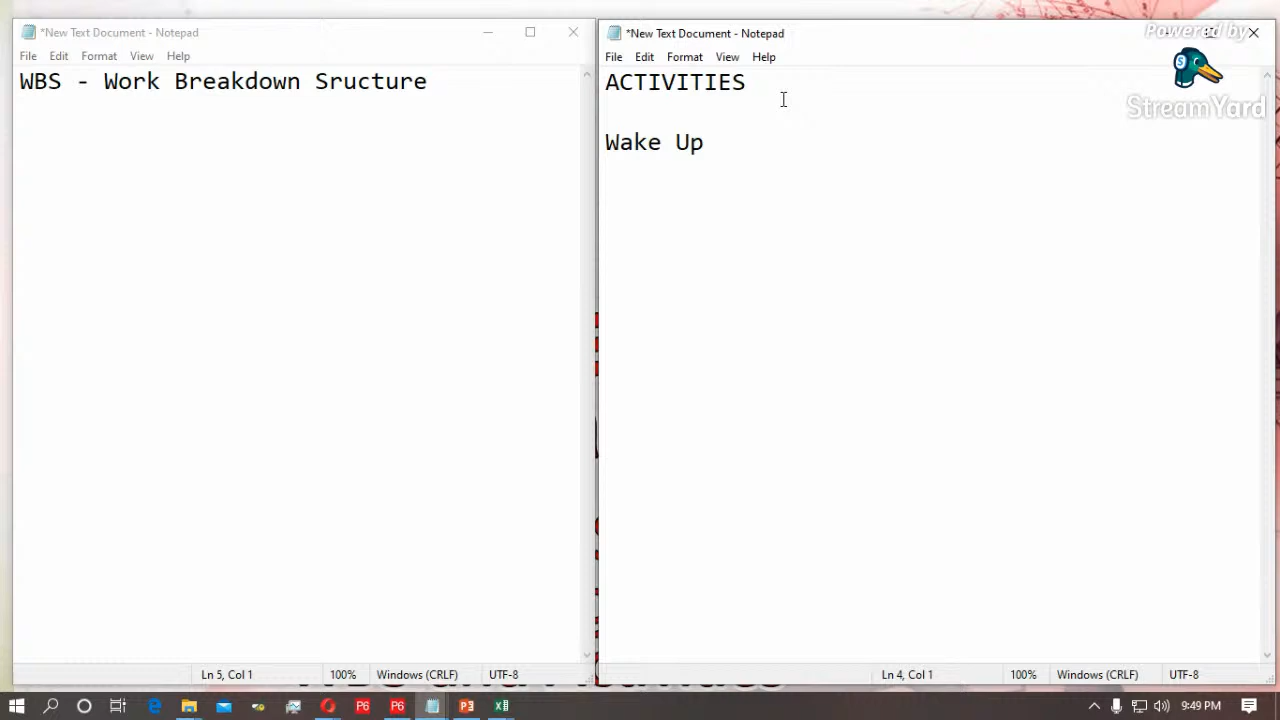 *New Text Document - Notepad
File Edit Format View Help
WBS - Work Breakdown Sructure
Ln 5, Col 1 100% Windows (CRLF) UTF-8
*New Text Document - Notepad
File Edit Format View Help
ACTIVITIES
Wake Up
Ln 4, Col 1 100% Windows (CRLF) UTF-8
Powered by
StreamYard
P6 P6
9:49 PM